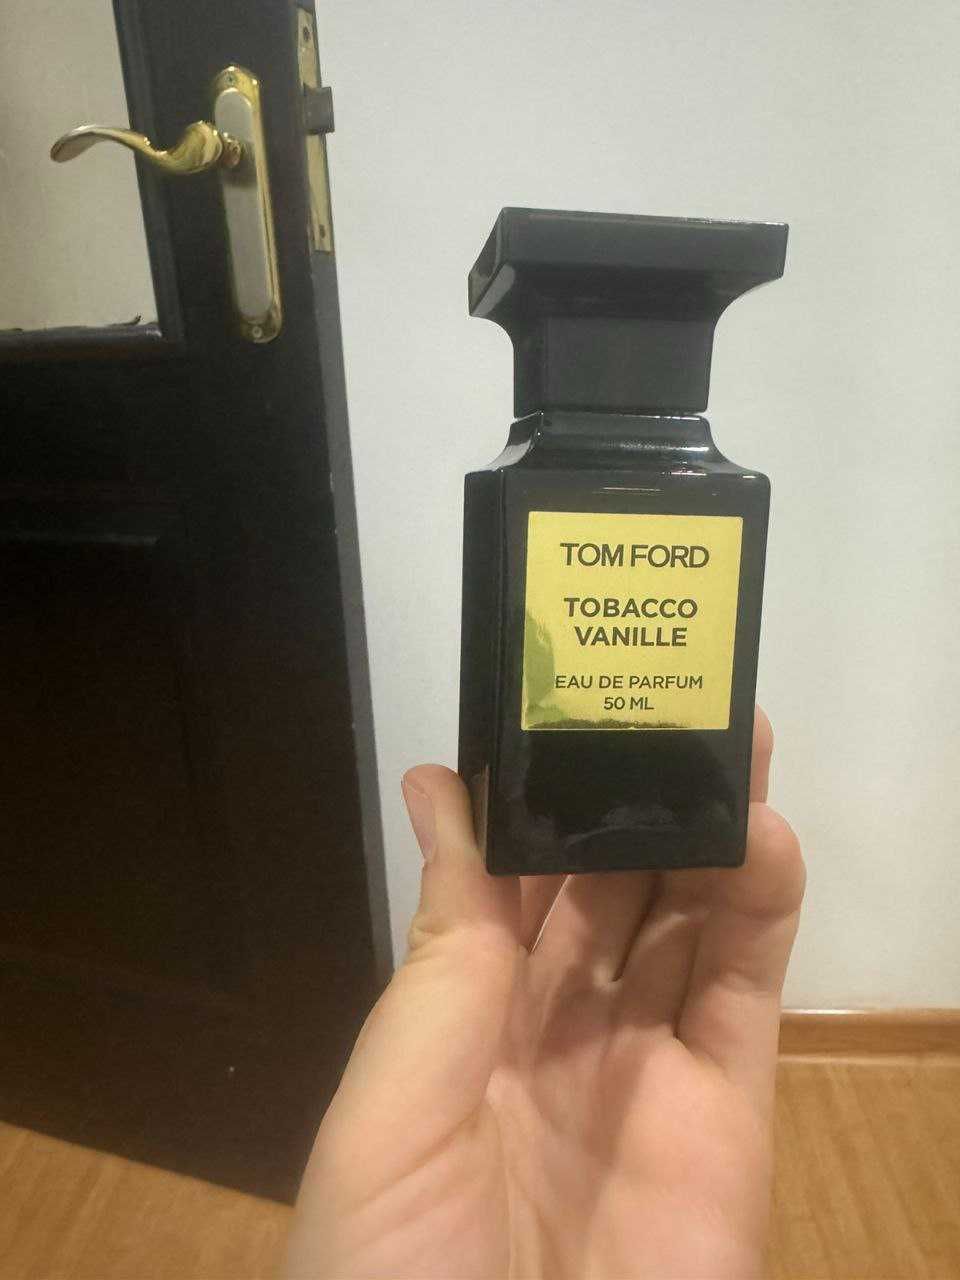 TOM FORD
TOBACCO
VANILLE
EAU DE PARFUM
50 ML